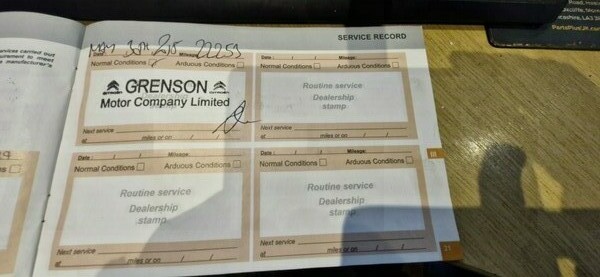 SERVICE RECORD
Date : / / Mileage:
Normal Conditions Arduous Conditions
GRENSON
Motor Company Limited
Next service
at miles or on / /
Date : / / Mileage:
Normal Conditions Arduous Conditions
Routine service
Dealership
stamp
Next service
at miles or on / /
Date : / / Mileage:
Normal Conditions Arduous Conditions
Routine service
Dealership
stamp
Next service
at miles or on / /
Date : / / Mileage:
Normal Conditions Arduous Conditions
Routine service
Dealership
stamp
Next service
at miles or on / /